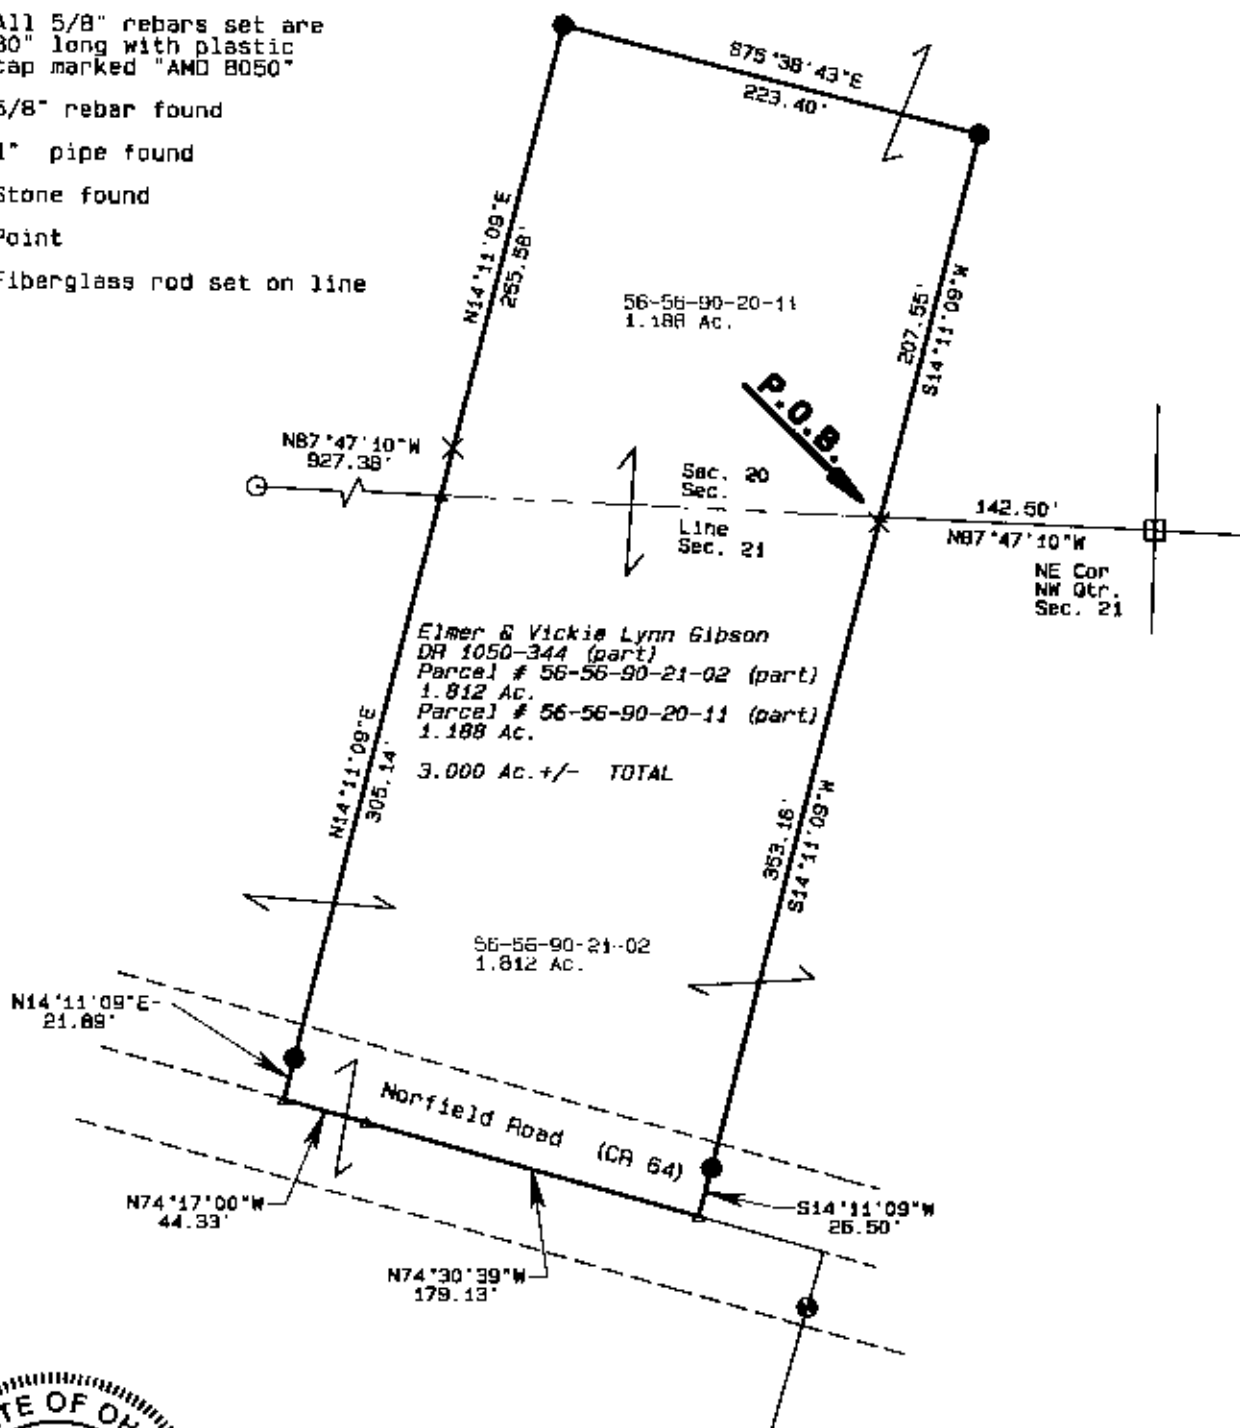 All 5/8" rebars set are
30" long with plastic
cap marked "AMD 8050"
5/8" rebar found
1" pipe found
Stone found
Point
Fiberglass rod set on line
S75°38'43"E
223.40'
N14°11'09"E
265.58'
56-56-90-20-11
1.188 Ac.
207.55'
S14°11'09"W
P.O.B.
N87°47'10"W
927.38'
Sec. 20
Sec.
Line
Sec. 21
142.50'
N87°47'10"W
NE Cor
NW Qtr.
Sec. 21
Elmer & Vickie Lynn Gibson
DR 1050-344 (part)
Parcel # 56-56-90-21-02 (part)
1.812 Ac.
Parcel # 56-56-90-20-11 (part)
1.188 Ac.
3.000 Ac.+/- TOTAL
N14°11'09"E
305.14'
353.16'
S14°11'09"W
56-56-90-21-02
1.812 Ac.
N14°11'09"E
21.89'
Norfield Road (CR 64)
N74°17'00"W
44.33'
S14°11'09"W
26.50'
N74°30'39"W
179.13'
TE OF OH